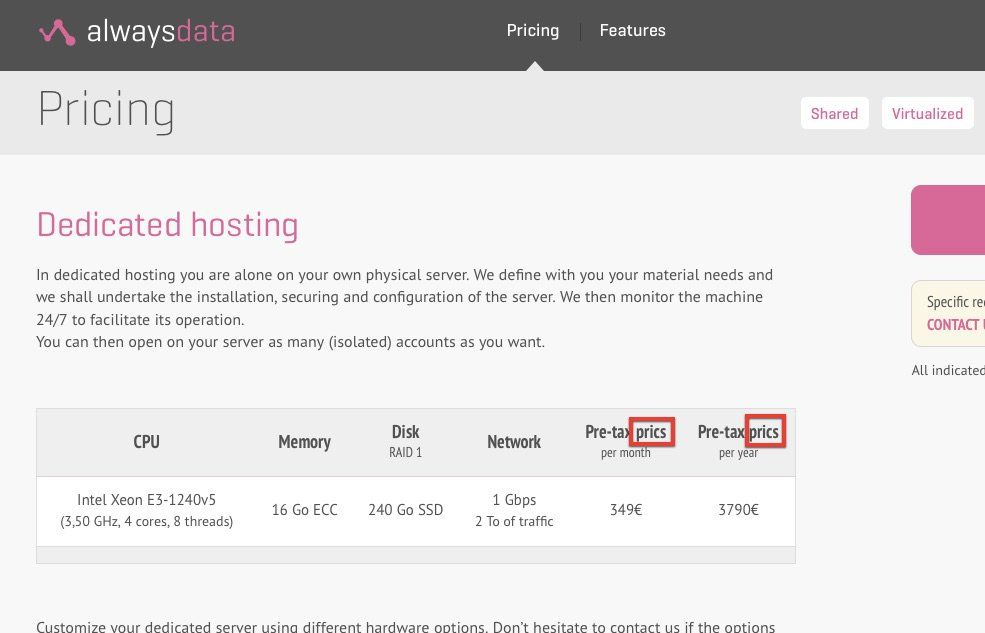 alwaysdata
Pricing
Features
Pricing
Shared
Virtualized
Dedicated hosting
In dedicated hosting you are alone on your own physical server. We define with you your material needs and
we shall undertake the installation, securing and configuration of the server. We then monitor the machine
24/7 to facilitate its operation.
You can then open on your server as many (isolated) accounts as you want.
Specific
CONTACT
All indicated
CPU
Memory
Disk
RAID 1
Network
Pre-tax prics
per month
Pre-tax prics
per year
Intel Xeon E3-1240v5
(3,50 GHz, 4 cores, 8 threads)
16 Go ECC
240 Go SSD
1 Gbps
2 To of traffic
349€
3790€
Customize your dedicated server using different hardware options. Don't hesitate to contact us if the options